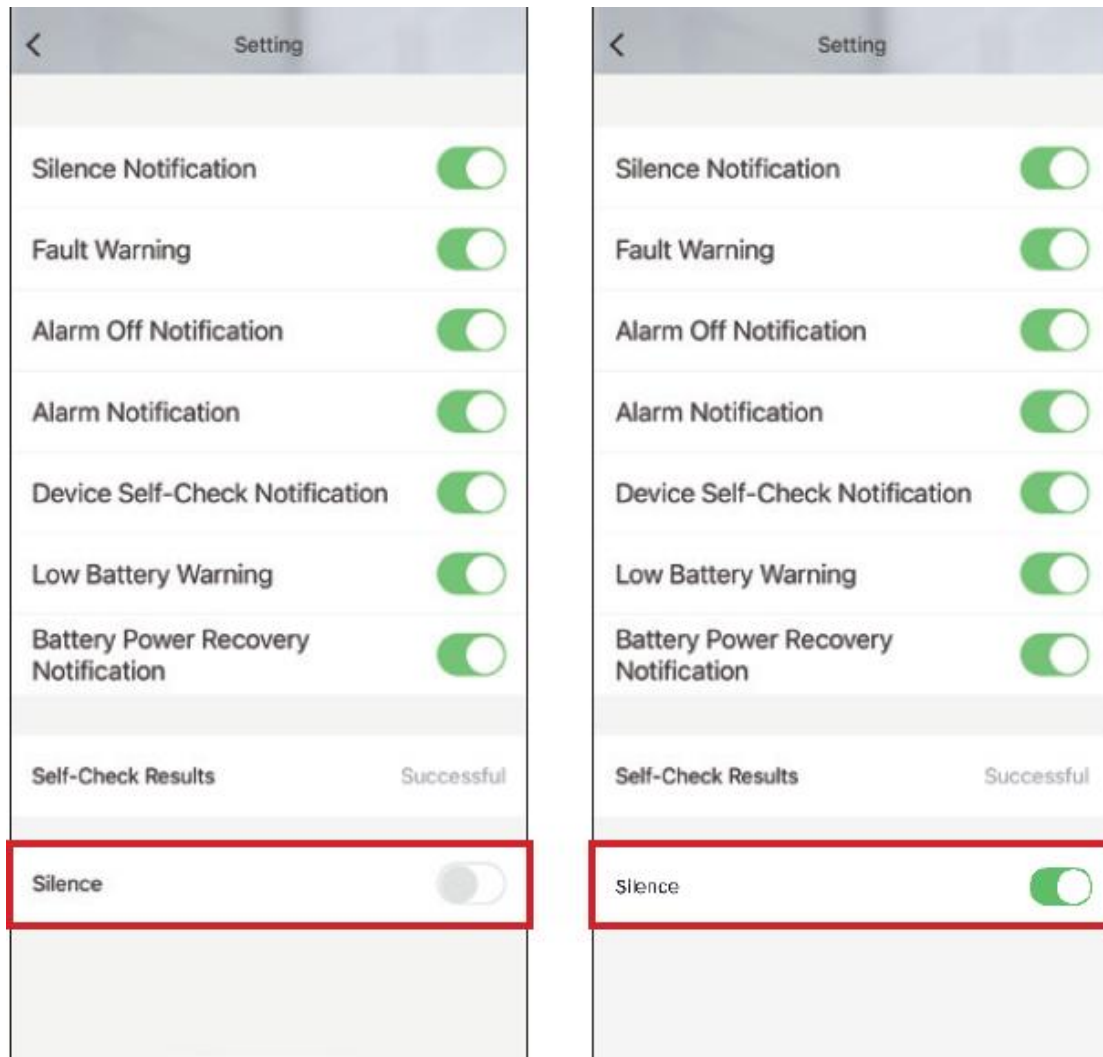 Setting
Silence Notification
Fault Warning
Alarm Off Notification
Alarm Notification
Device Self-Check Notification
Low Battery Warning
Battery Power Recovery
Notification
Self-Check Results Successful
Silence
Setting
Silence Notification
Fault Warning
Alarm Off Notification
Alarm Notification
Device Self-Check Notification
Low Battery Warning
Battery Power Recovery
Notification
Self-Check Results Successful
Silence